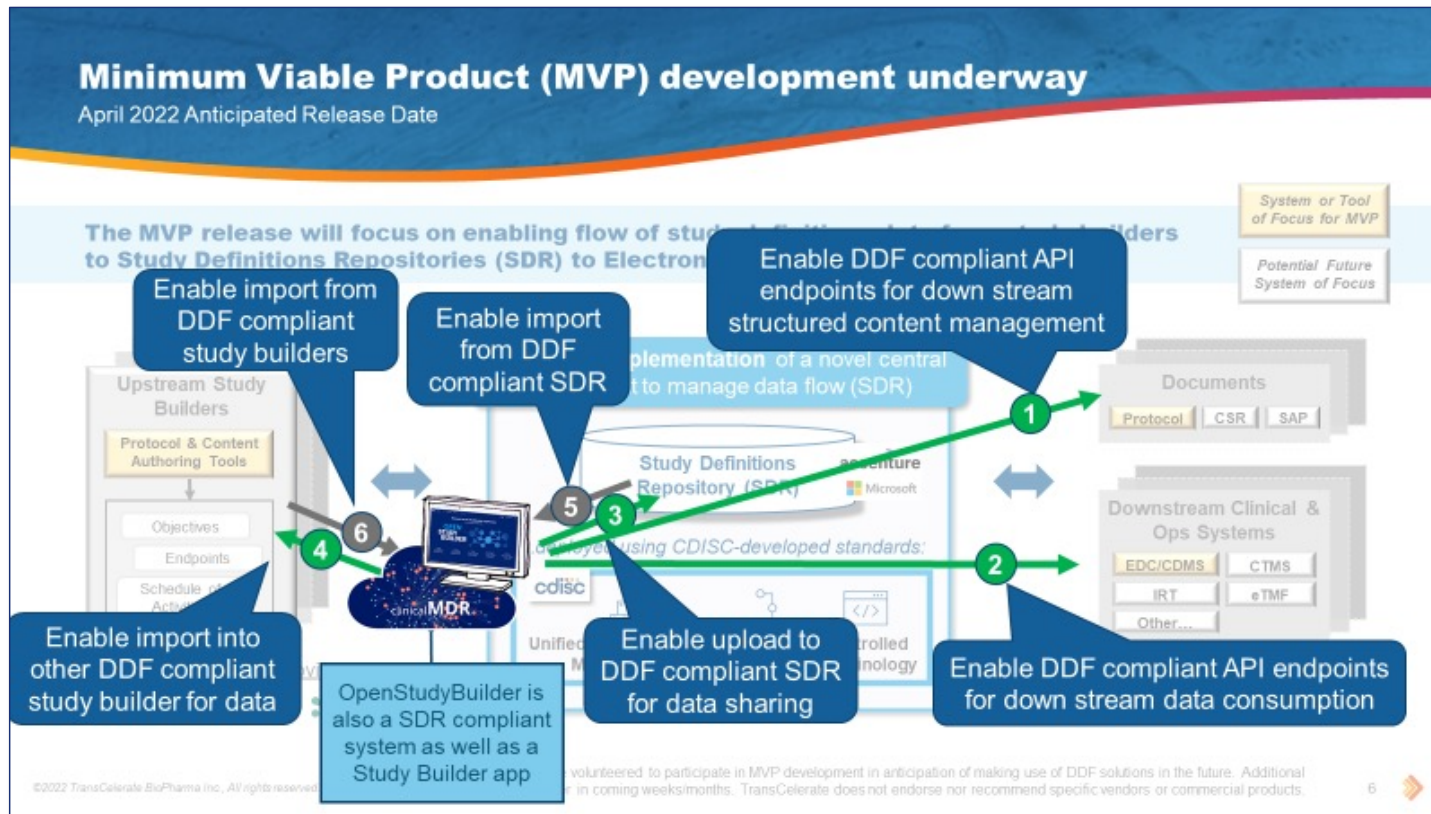 Minimum Viable Product (MVP) development underway
April 2022 Anticipated Release Date
System or Tool
of Focus for MVP
Potential Future
System of Focus
The MVP release will focus on enabling flow of study
to Study Definitions Repositories (SDR) to
Enable import from
DDF compliant
study builders
Enable import
from DDF
compliant SDR
Enable DDF compliant API
endpoints for down stream
structured content management
of a novel central
to manage data flow (SDR)
Upstream Study
Builders
Protocol & Content
Authoring Tools
Objectives
Endpoints
Schedule of
Study Definitions
Repository (SDR)
accenture
Microsoft
Documents
Protocol
CSR
SAP
1
Downstream Clinical &
Ops Systems
EDC/CDMS
CTMS
IRT
eTMF
Other...
2
3
4
5
6
OPEN
STUDY
BUILDER
clinicalMDR
using CDISC-developed standards:
cdisc
Unified
Enable import into
other DDF compliant
study builder for data
OpenStudyBuilder is
also a SDR compliant
system as well as a
Study Builder app
Enable upload to
DDF compliant SDR
for data sharing
Enable DDF compliant API endpoints
for down stream data consumption
volunteered to participate in MVP development in anticipation of making use of DDF solutions in the future. Additional
©2022 TransCelerate BioPharma Inc., All rights reserved
in coming weeks/months. TransCelerate does not endorse nor recommend specific vendors or commercial products.
6